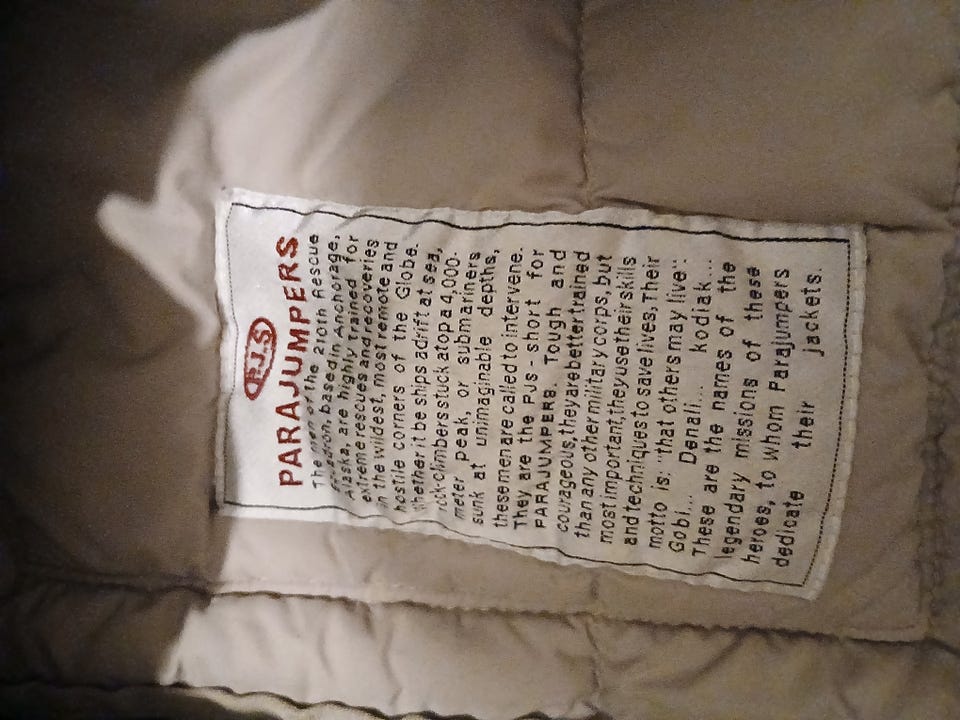 P.J.S
PARAJUMPERS
The men of the 210th Rescue
Squadron, based in Anchorage,
Alaska, are highly trained for
extreme rescues and recoveries
in the wildest, most remote and
hostile corners of the Globe.
Whether it be ships adrift at sea,
rock-climbers stuck atop a 4,000-
meter peak, or submariners
sunk at unimaginable depths,
these men are called to intervene.
They are the PJs - short for
PARAJUMPERS. Tough and
courageous, they are better trained
than any other military corps, but
most important, they use their skills
and techniques to save lives, Their
motto is: "that others may live":
Gobi... Denali... kodiak...
These are the names of the
legendary missions of these
heroes, to whom Parajumpers
dedicate their jackets.